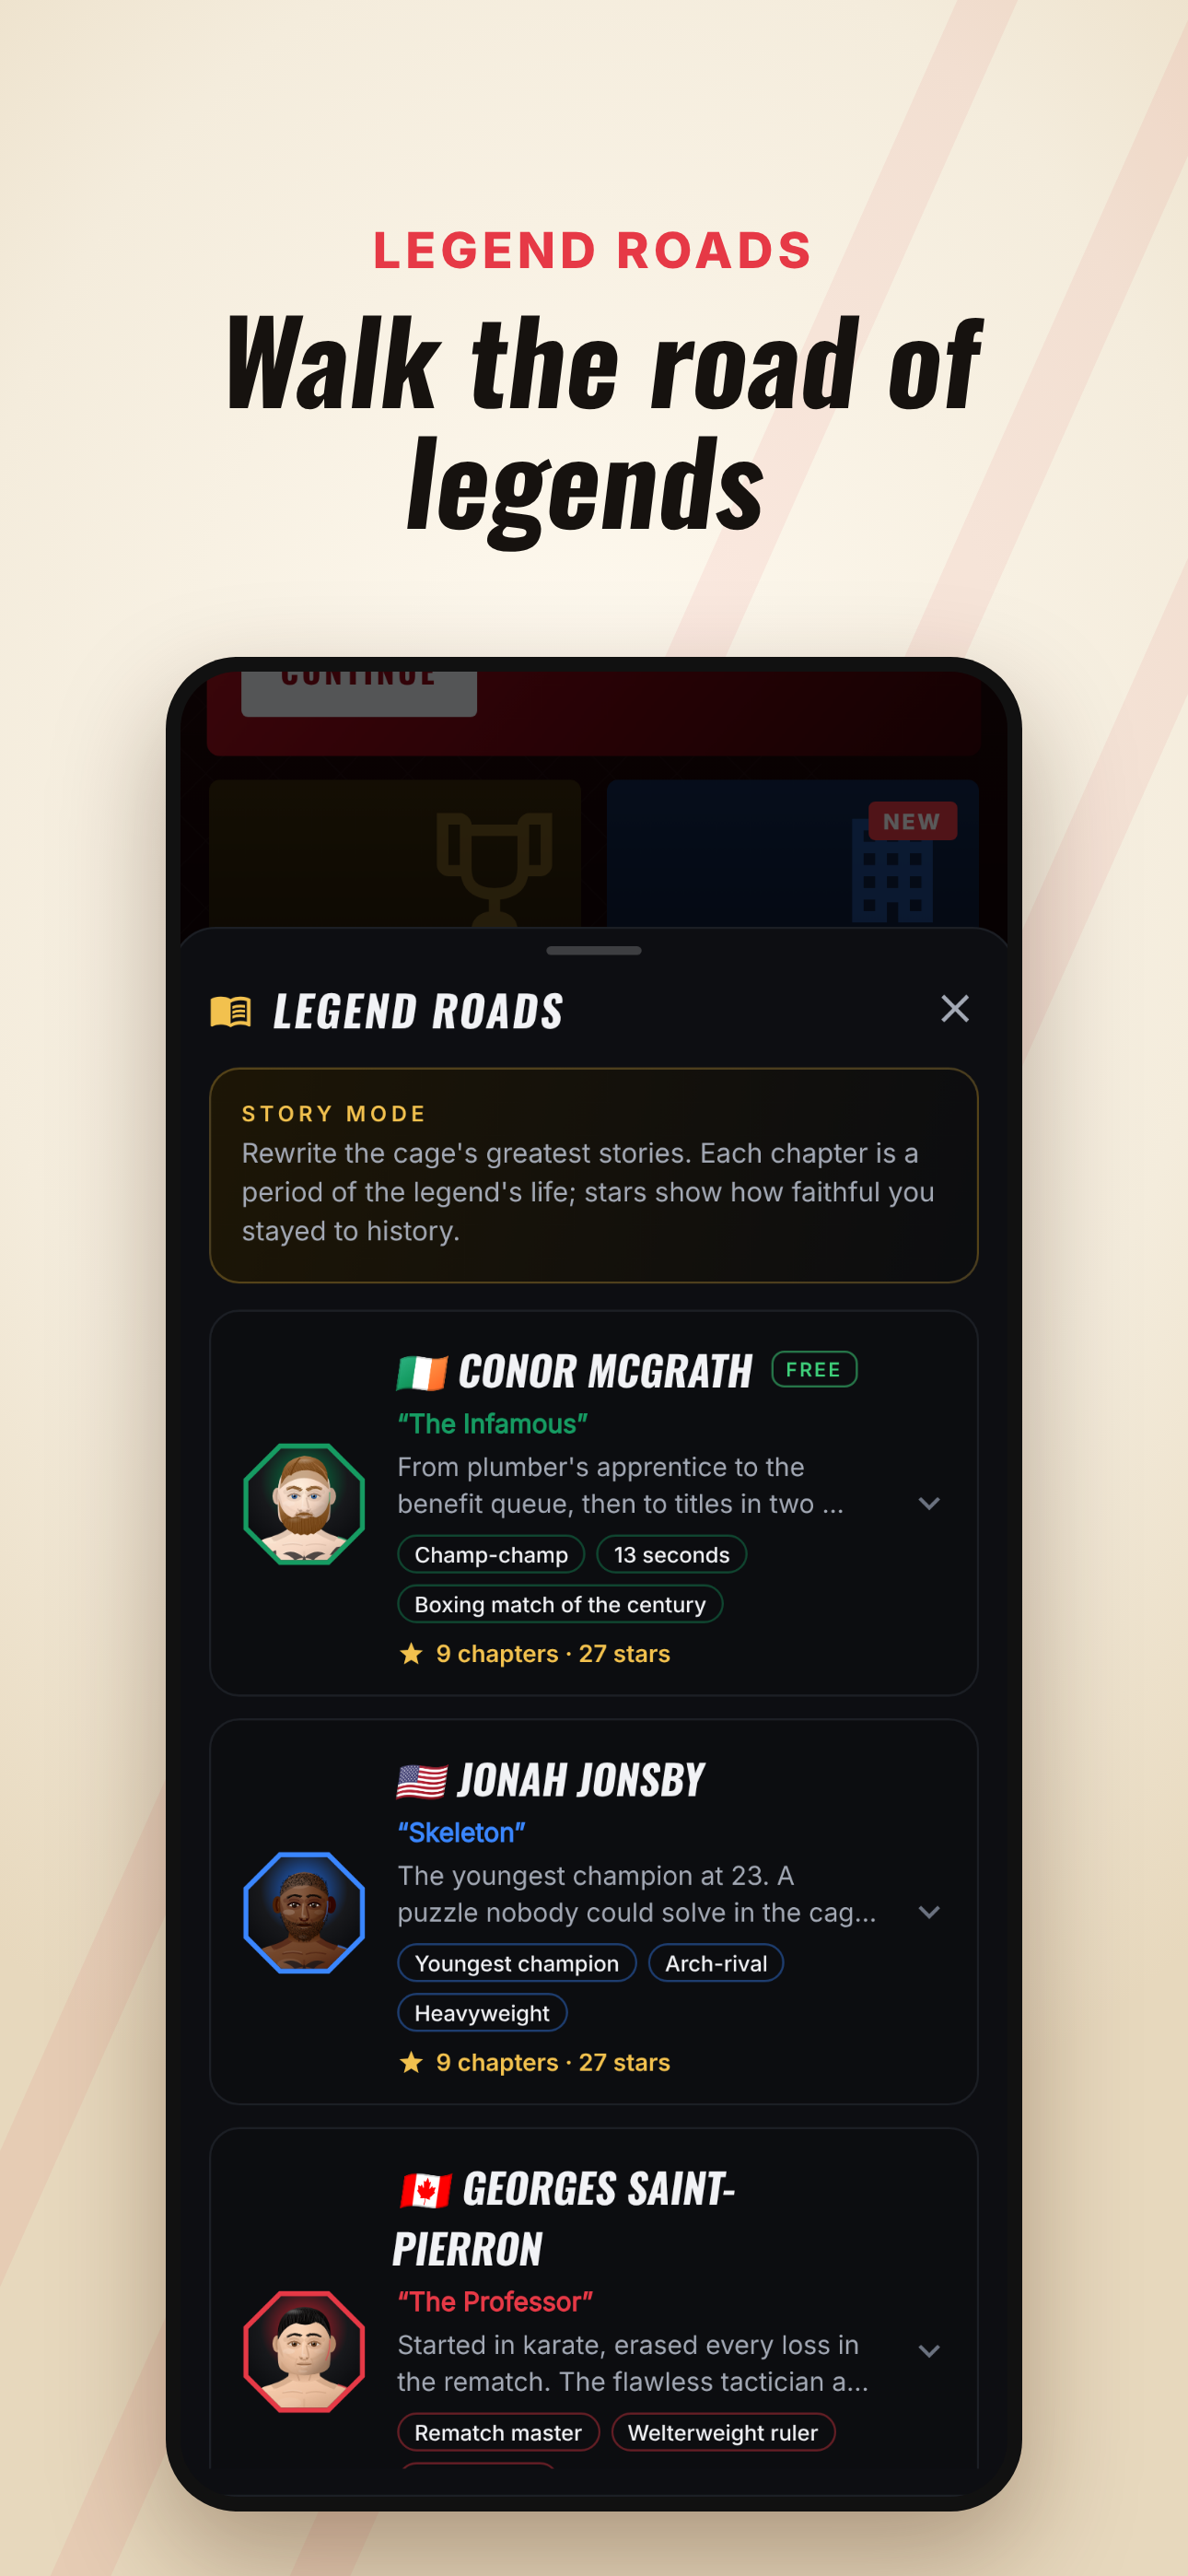 LEGEND ROADS
Walk the road of
legends
CONTINUE
NEW
LEGEND ROADS
STORY MODE
Rewrite the cage's greatest stories. Each chapter is a
period of the legend's life; stars show how faithful you
stayed to history.
CONOR MCGRATH FREE
“The Infamous”
From plumber's apprentice to the
benefit queue, then to titles in two ...
Champ-champ 13 seconds
Boxing match of the century
9 chapters · 27 stars
JONAH JONSBY
“Skeleton”
The youngest champion at 23. A
puzzle nobody could solve in the cag...
Youngest champion Arch-rival
Heavyweight
9 chapters · 27 stars
GEORGES SAINT-
PIERRON
“The Professor”
Started in karate, erased every loss in
the rematch. The flawless tactician a...
Rematch master Welterweight ruler